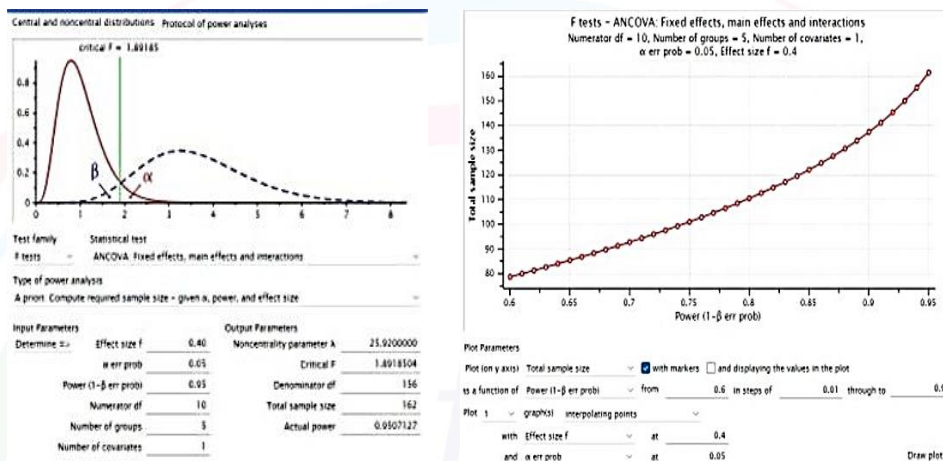 Central and noncentral distributions Protocol of power analyses
critical F = 1.89185
0.8
0.6
0.4
0.2
0
β
α
0 1 2 3 4 5 6 7 8
Test family Statistical test
F tests ANCOVA: Fixed effects, main effects and interactions
Type of power analysis
A priori: Compute required sample size - given α, power, and effect size
Input Parameters Output Parameters
Determine => Effect size f 0.40 Noncentrality parameter λ 25.9200000
α err prob 0.05 Critical F 1.8918504
Power (1-β err prob) 0.95 Denominator df 156
Numerator df 10 Total sample size 162
Number of groups 5 Actual power 0.9507127
Number of covariates 1
F tests - ANCOVA: Fixed effects, main effects and interactions
Numerator df = 10, Number of groups = 5, Number of covariates = 1,
α err prob = 0.05, Effect size f = 0.4
Total sample size
160
150
140
130
120
110
100
90
80
0.6 0.65 0.7 0.75 0.8 0.85 0.9 0.95
Power (1-β err prob)
Plot Parameters
Plot (on y axis) Total sample size with markers and displaying the values in the plot
as a function of Power (1-β err prob) from 0.6 in steps of 0.01 through to
Plot 1 graph(s) interpolating points
with Effect size f at 0.4
and α err prob at 0.05 Draw plot